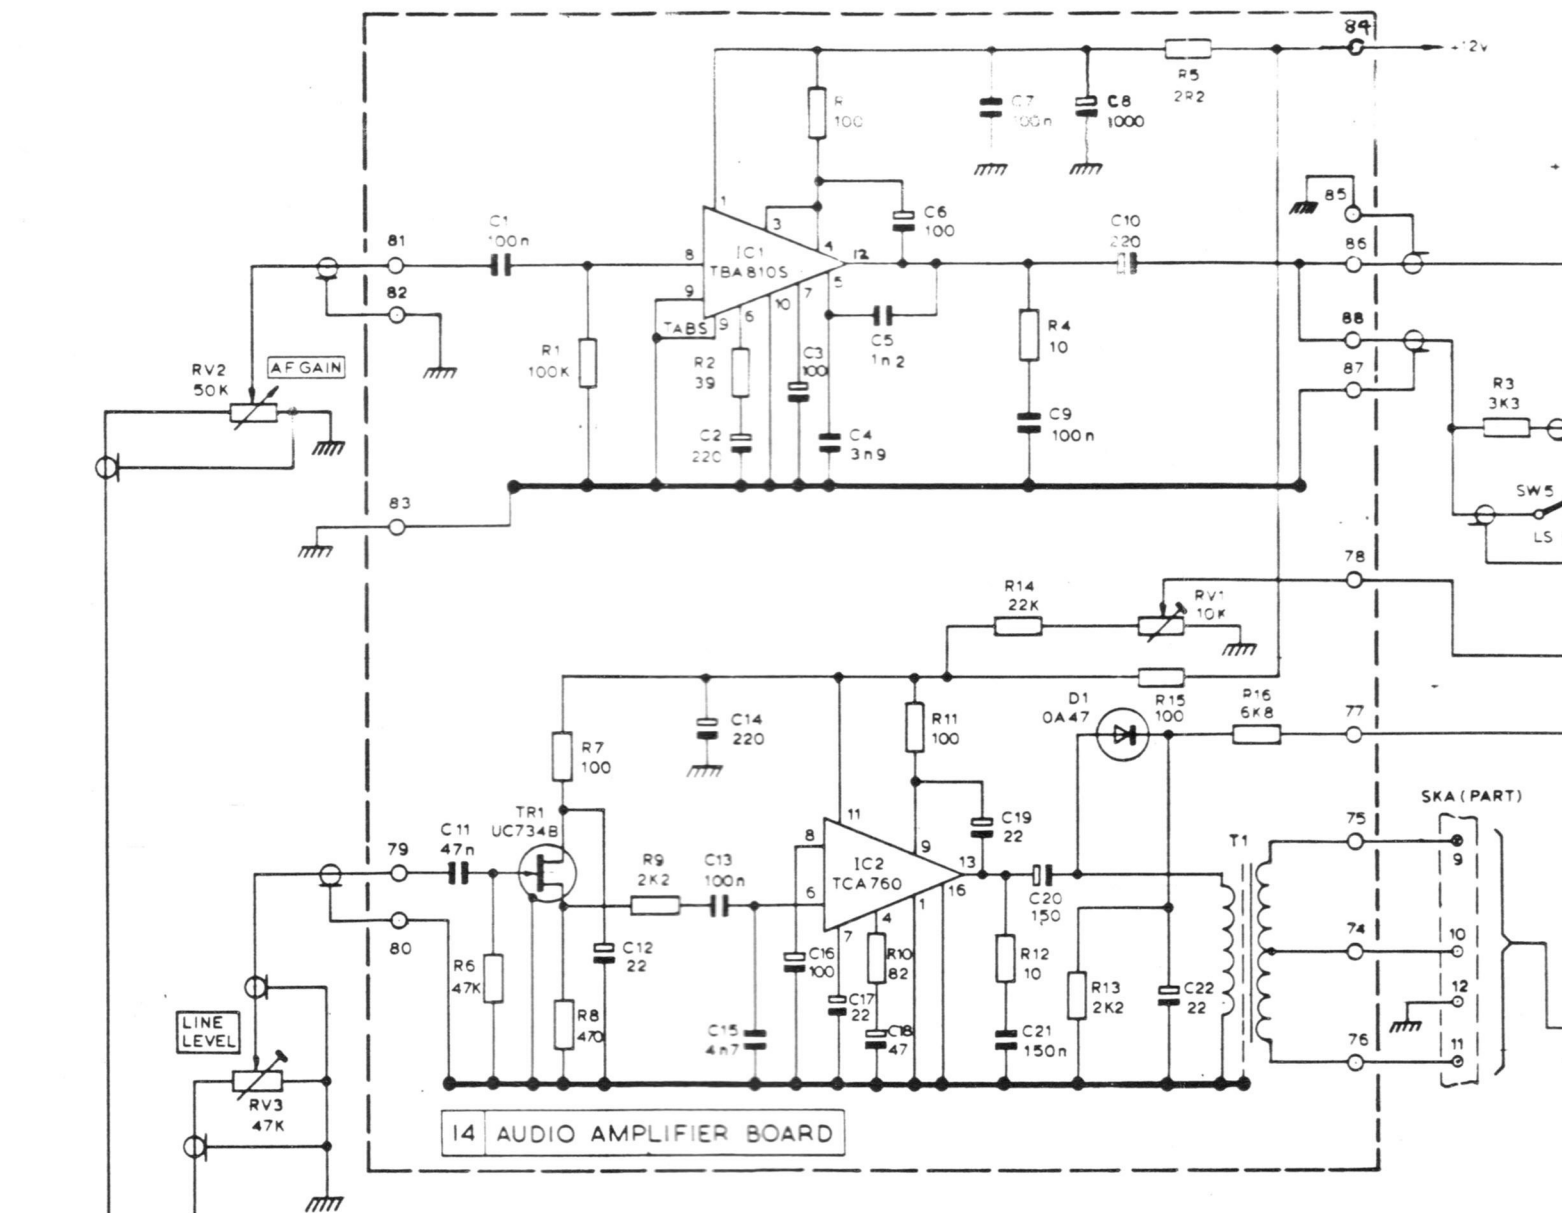 84
+12v
R5
2R2
R
100
C7
100n
C8
1000
85
C1
100n
81
82
1
3
IC1
TBA810S
8
9
TABS
9
6
10
7
5
4
12
C6
100
C10
220
86
88
87
C5
1n2
R4
10
R1
100K
R2
39
C3
100
C2
220
C4
3n9
C9
100n
RV2
50K
AF GAIN
R3
3K3
83
SW5
LS
78
R14
22K
RV1
10K
D1
OA47
R15
100
R16
6K8
77
C14
220
R11
100
R7
100
SKA (PART)
TR1
UC734B
C11
47n
79
80
R9
2K2
C13
100n
11
8
6
IC2
TCA760
9
13
16
1
4
7
C19
22
C20
150
T1
75
9
74
10
12
76
11
R6
47K
C12
22
R8
470
C15
4n7
C16
100
C17
22
R10
82
C18
47
R12
10
C21
150n
R13
2K2
C22
22
LINE
LEVEL
RV3
47K
14 AUDIO AMPLIFIER BOARD